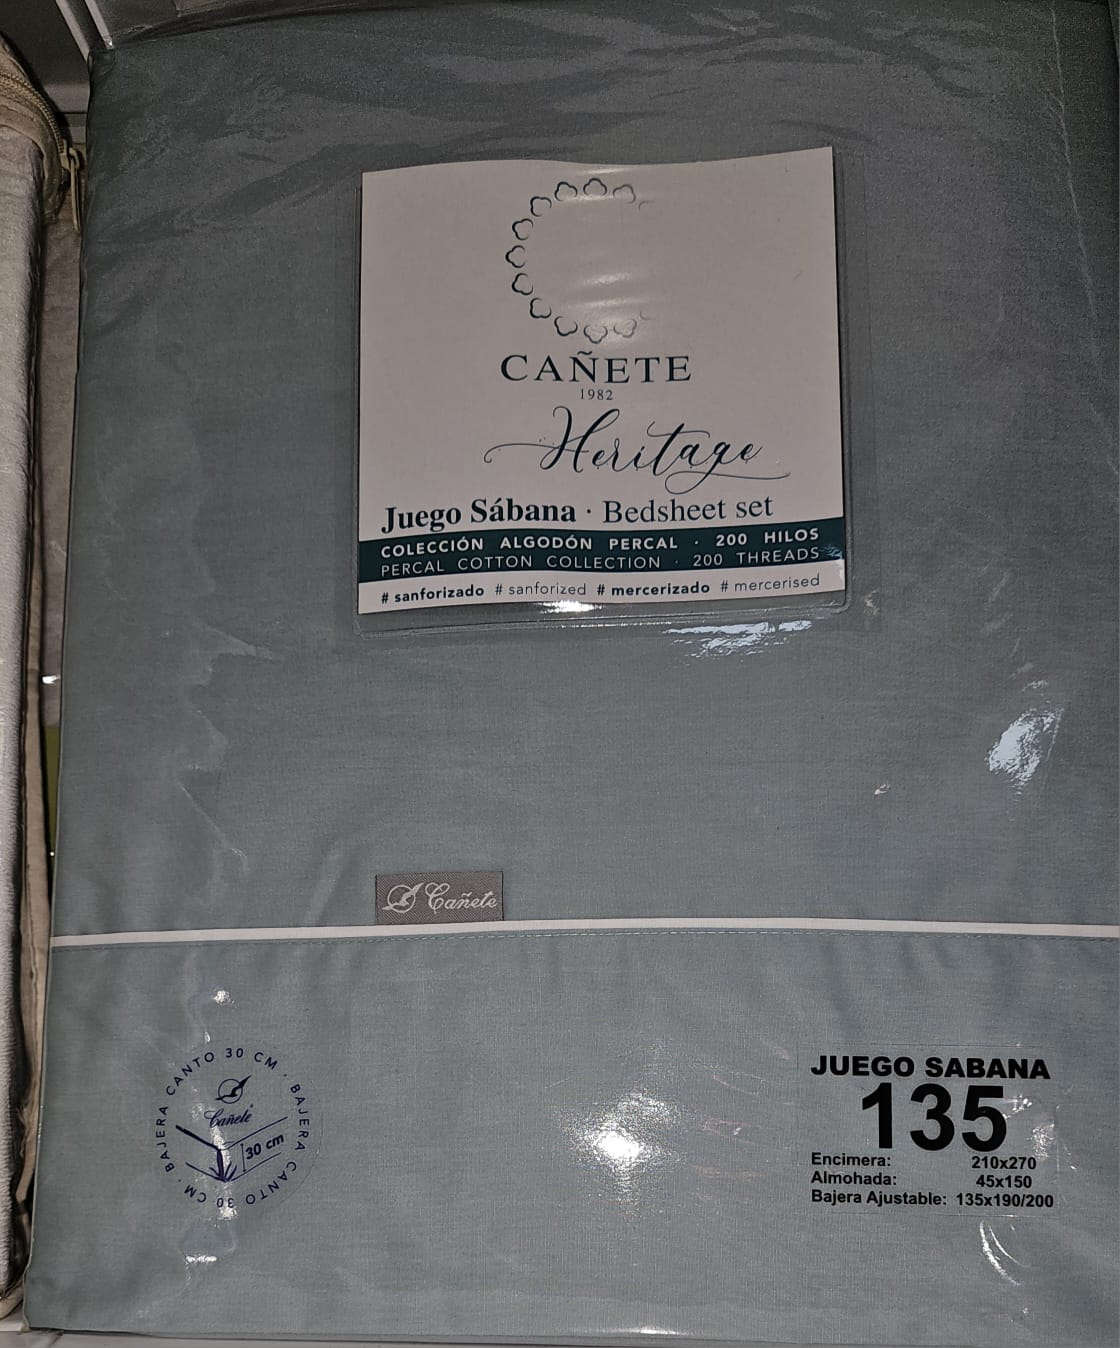 CAÑETE
1982
Heritage
Juego Sábana · Bedsheet set
COLECCIÓN ALGODÓN PERCAL · 200 HILOS
PERCAL COTTON COLLECTION · 200 THREADS
# sanforizado # sanforized # mercerizado # mercerised
Cañete
BAJERA CANTO 30 CM · BAJERA CANTO 30 CM ·
Cañete
30 cm
JUEGO SABANA
135
Encimera: 210x270
Almohada: 45x150
Bajera Ajustable: 135x190/200